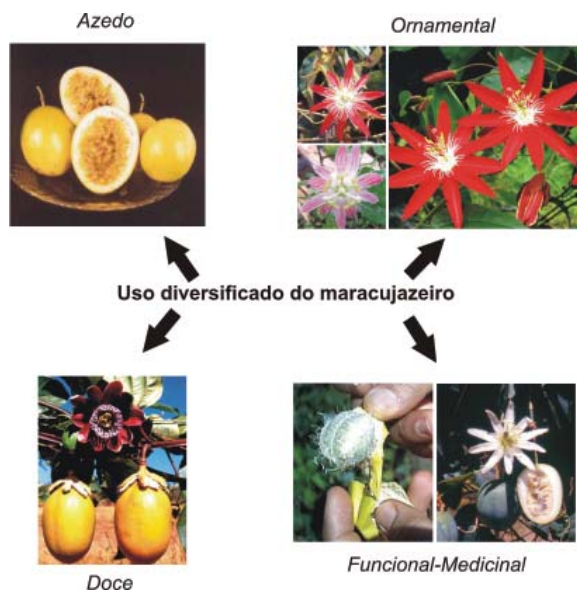 Azedo
Ornamental
Uso diversificado do maracujazeiro
Doce
Funcional-Medicinal